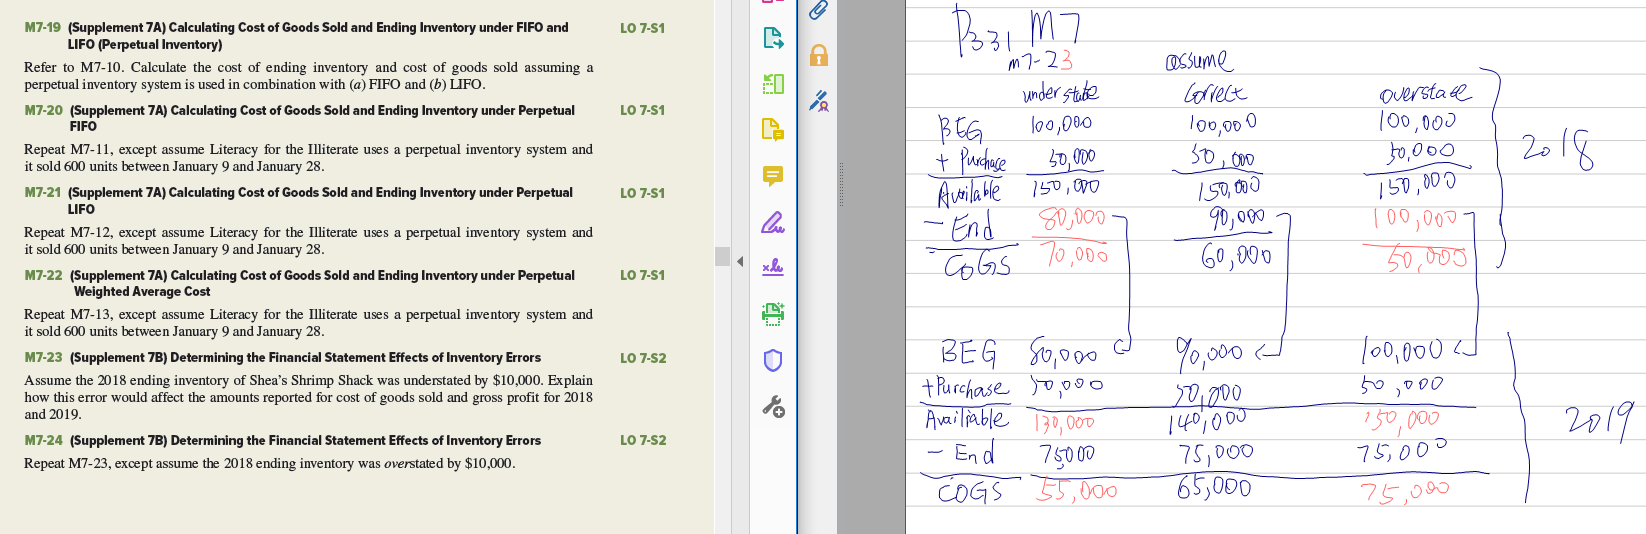 M7-19 (Supplement 7A) Calculating Cost of Goods Sold and Ending Inventory under FIFO and LO 7-S1
LIFO (Perpetual Inventory)
Refer to M7-10. Calculate the cost of ending inventory and cost of goods sold assuming a
perpetual inventory system is used in combination with (a) FIFO and (b) LIFO.
M7-20 (Supplement 7A) Calculating Cost of Goods Sold and Ending Inventory under Perpetual LO 7-S1
FIFO
Repeat M7-11, except assume Literacy for the Illiterate uses a perpetual inventory system and
it sold 600 units between January 9 and January 28.
M7-21 (Supplement 7A) Calculating Cost of Goods Sold and Ending Inventory under Perpetual LO 7-S1
LIFO
Repeat M7-12, except assume Literacy for the Illiterate uses a perpetual inventory system and
it sold 600 units between January 9 and January 28.
M7-22 (Supplement 7A) Calculating Cost of Goods Sold and Ending Inventory under Perpetual LO 7-S1
Weighted Average Cost
Repeat M7-13, except assume Literacy for the Illiterate uses a perpetual inventory system and
it sold 600 units between January 9 and January 28.
M7-23 (Supplement 7B) Determining the Financial Statement Effects of Inventory Errors LO 7-S2
Assume the 2018 ending inventory of Shea's Shrimp Shack was understated by $10,000. Explain
how this error would affect the amounts reported for cost of goods sold and gross profit for 2018
and 2019.
M7-24 (Supplement 7B) Determining the Financial Statement Effects of Inventory Errors LO 7-S2
Repeat M7-23, except assume the 2018 ending inventory was overstated by $10,000.
P331 M7
m7-23 assume
understate correct overstate
BEG 100,000 100,000 100,000
+ Purchase 50,000 50,000 50,000 2018
Available 150,000 150,000 150,000
- End 80,000 90,000 100,000
= COGS 70,000 60,000 50,000
BEG 80,000 90,000 100,000
+Purchase 50,000 50,000 50,000
Availiable 130,000 140,000 150,000 2019
- End 75000 75,000 75,000
COGS 55,000 65,000 75,000